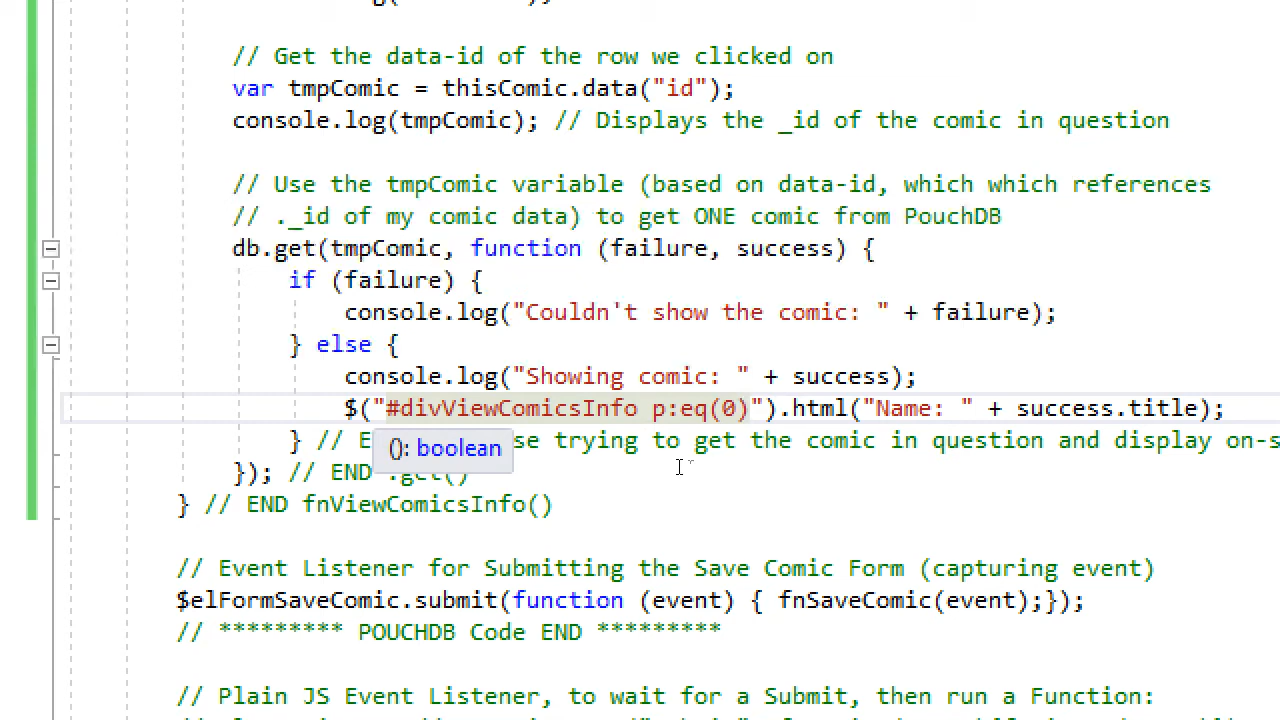 // Get the data-id of the row we clicked on
var tmpComic = thisComic.data("id");
console.log(tmpComic); // Displays the _id of the comic in question
// Use the tmpComic variable (based on data-id, which which references
// ._id of my comic data) to get ONE comic from PouchDB
db.get(tmpComic, function (failure, success) {
if (failure) {
console.log("Couldn't show the comic: " + failure);
} else {
console.log("Showing comic: " + success);
$("#divViewComicsInfo p:eq(0)").html("Name: " + success.title);
} // E se trying to get the comic in question and display on-s
(): boolean
}); // END .get()
} // END fnViewComicsInfo()
// Event Listener for Submitting the Save Comic Form (capturing event)
$elFormSaveComic.submit(function (event) { fnSaveComic(event);});
// ********* POUCHDB Code END *********
// Plain JS Event Listener, to wait for a Submit, then run a Function: